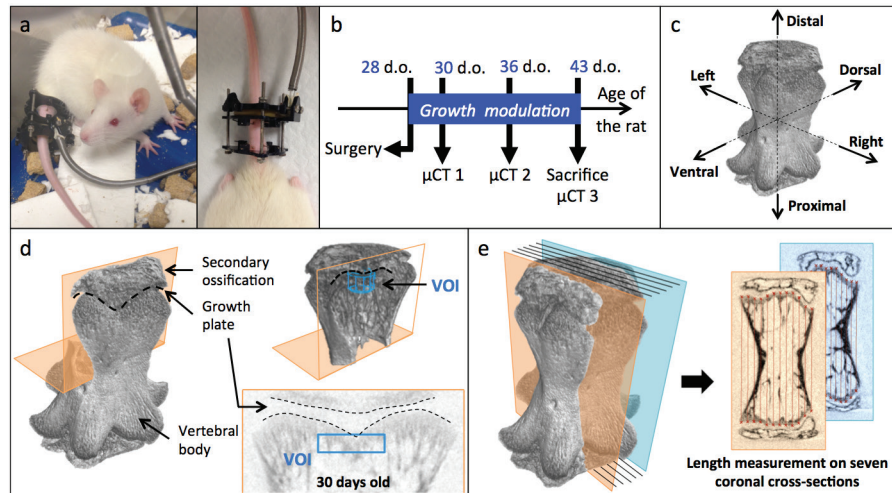 a
b
28 d.o.
30 d.o.
36 d.o.
43 d.o.
Growth modulation
Age of
the rat
Surgery
µCT 1
µCT 2
Sacrifice
µCT 3
c
Distal
Left
Dorsal
Ventral
Right
Proximal
d
Secondary
ossification
Growth
plate
Vertebral
body
VOI
VOI
30 days old
e
Length measurement on seven
coronal cross-sections